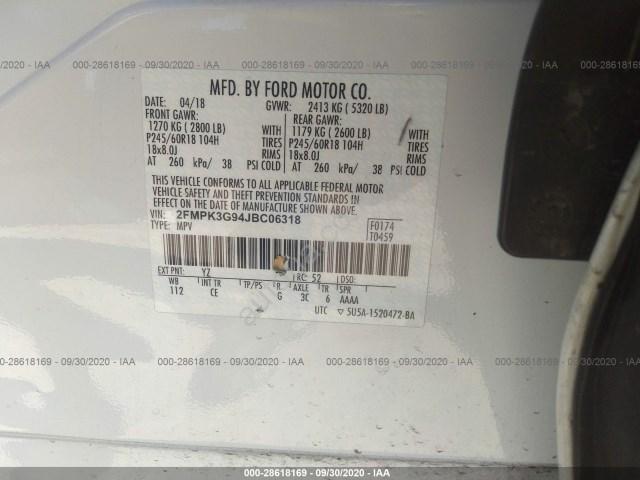 000-28618169 - 09/30/2020 - IAAI
MFD. BY FORD MOTOR CO.
DATE: 04/18 GVWR: 2413 KG ( 5320 LB)
FRONT GAWR: REAR GAWR:
1270 KG ( 2800 LB) WITH 1179 KG ( 2600 LB) WITH
P245/60R18 104H TIRES P245/60R18 104H TIRES
18x8.0J RIMS 18x8.0J RIMS
AT 260 kPa/ 38 PSI COLD AT 260 kPa/ 38 PSI COLD
THIS VEHICLE CONFORMS TO ALL APPLICABLE FEDERAL MOTOR
VEHICLE SAFETY AND THEFT PREVENTION STANDARDS IN
EFFECT ON THE DATE OF MANUFACTURE SHOWN ABOVE.
VIN: 2FMPK3G94JBC06318 F0174
TYPE: MPV T0459
EXT PNT: YZ RC: 52 DSO:
WB INT TR TP/PS R AXLE TR SPR
112 CE G 3C 6 AAAA
UTC ▽ 5U5A-1520472-BA
000-28618169 - 09/30/2020 - IAAI